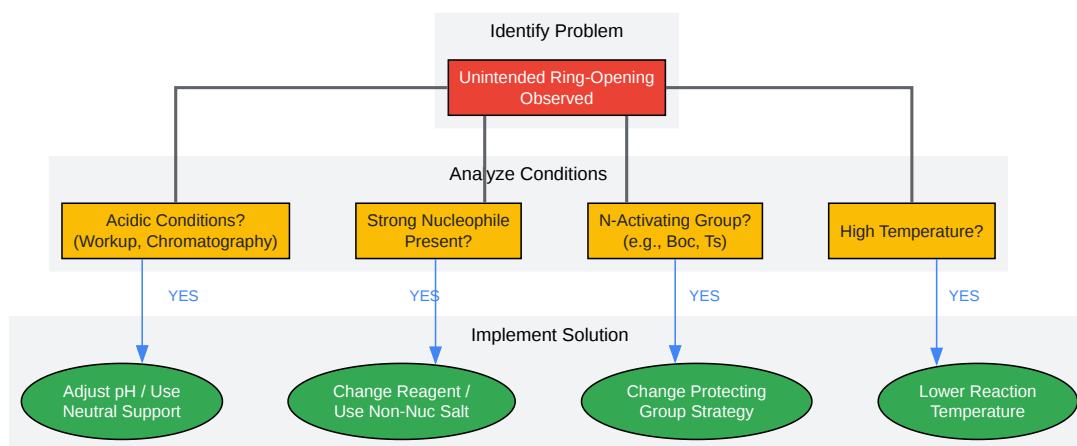 Identify Problem
Unintended Ring-Opening
Observed
Analyze Conditions
Acidic Conditions?
(Workup, Chromatography)
Strong Nucleophile
Present?
N-Activating Group?
(e.g., Boc, Ts)
High Temperature?
YES
YES
YES
YES
Implement Solution
Adjust pH / Use
Neutral Support
Change Reagent /
Use Non-Nuc Salt
Change Protecting
Group Strategy
Lower Reaction
Temperature